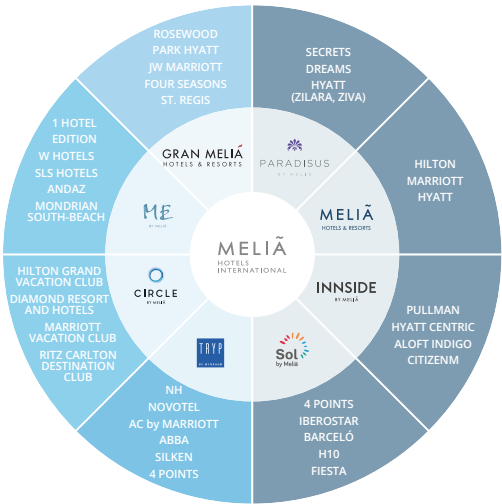 ROSEWOOD
PARK HYATT
JW MARRIOTT
FOUR SEASONS
ST. REGIS
SECRETS
DREAMS
HYATT
(ZILARA, ZIVA)
HILTON
MARRIOTT
HYATT
PULLMAN
HYATT CENTRIC
ALOFT INDIGO
CITIZENM
4 POINTS
IBEROSTAR
BARCELÓ
H10
FIESTA
NH
NOVOTEL
AC by MARRIOTT
ABBA
SILKEN
4 POINTS
HILTON GRAND
VACATION CLUB
DIAMOND RESORT
AND HOTELS
MARRIOTT
VACATION CLUB
RITZ CARLTON
DESTINATION
CLUB
1 HOTEL
EDITION
W HOTELS
SLS HOTELS
ANDAZ
MONDRIAN
SOUTH-BEACH
GRAN MELIÃ
HOTELS & RESORTS
PARADISUS
BY MELIÃ
MELIÃ
HOTELS & RESORTS
INNSIDE
BY MELIÃ
Sol
by Meliã
TRYP
BY WYNDHAM
CIRCLE
BY MELIÃ
ME
BY MELIÃ
MELIÃ
HOTELS
INTERNATIONAL